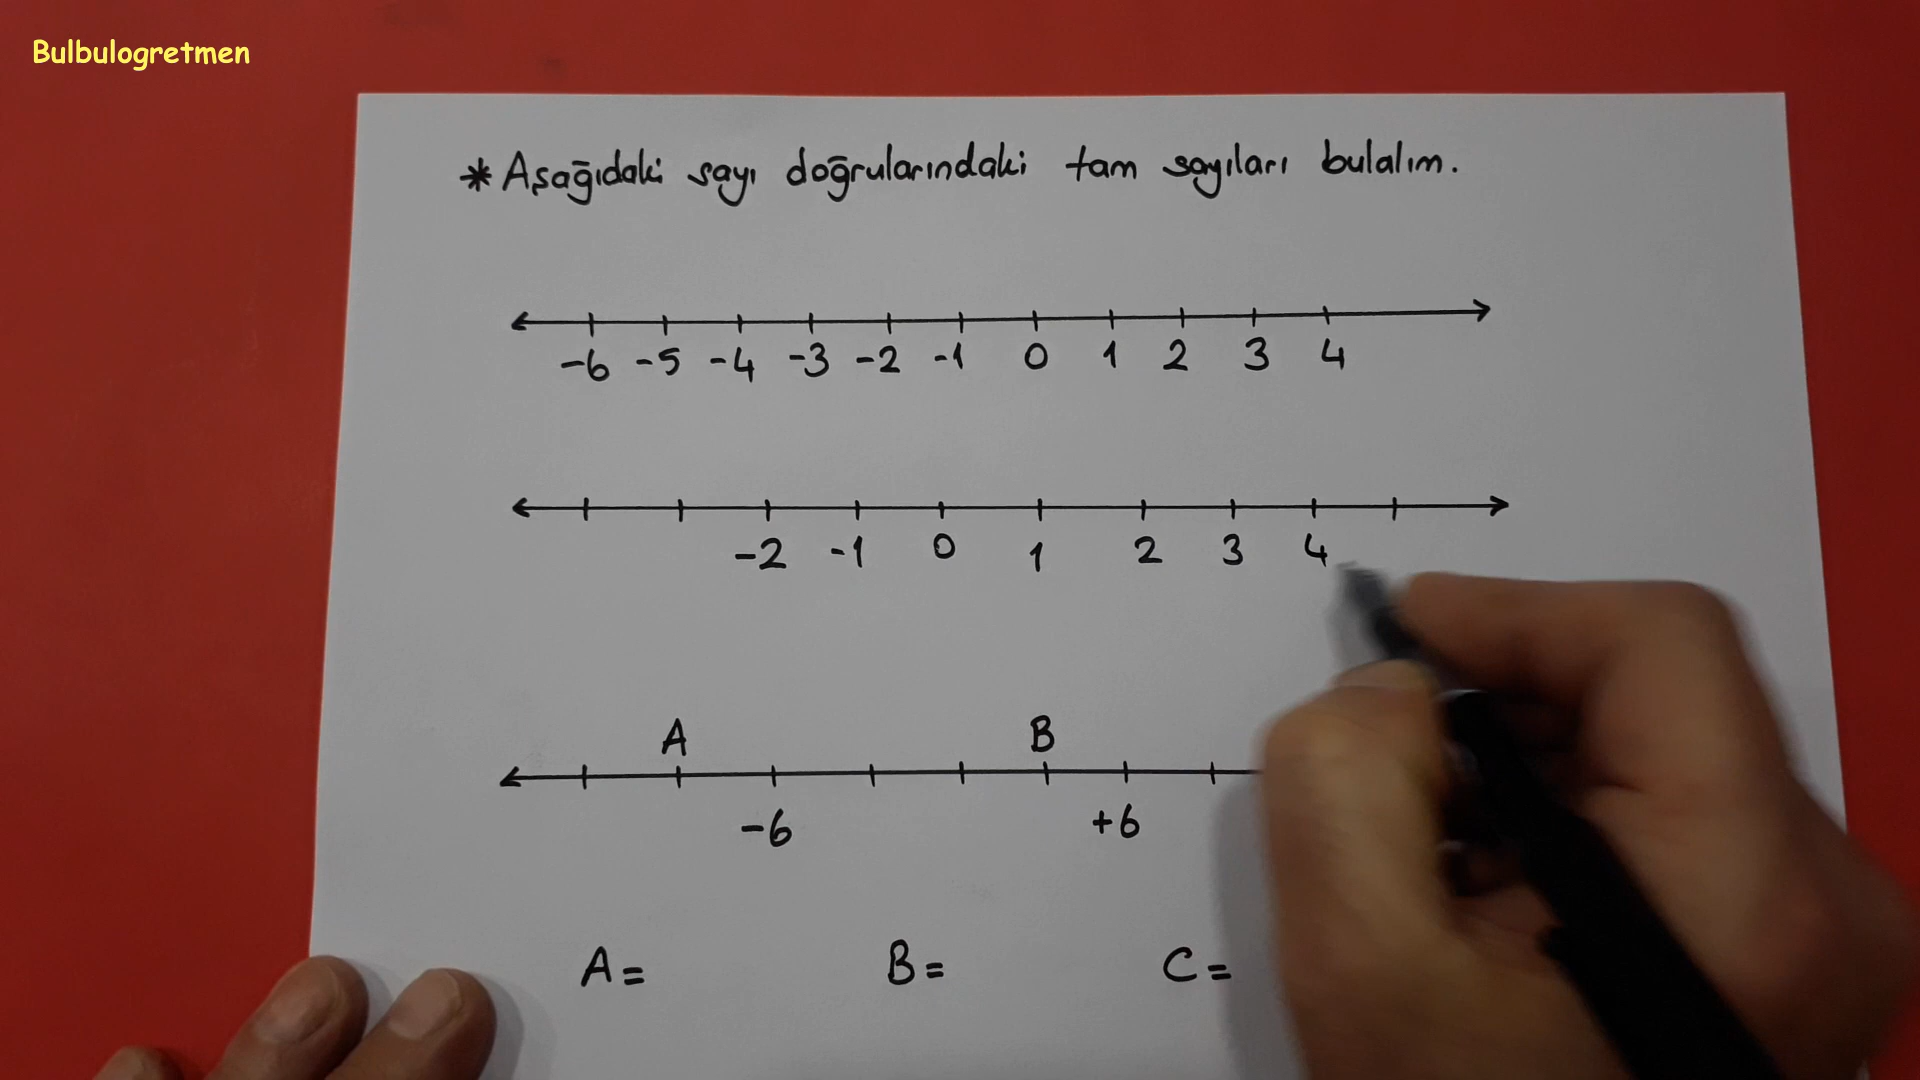 Bulbulogretmen
* Aşağıdaki sayı doğrularındaki tam sayıları bulalım.
-6 -5 -4 -3 -2 -1 0 1 2 3 4
-2 -1 0 1 2 3 4
A B
-6 +6
A= B= C=